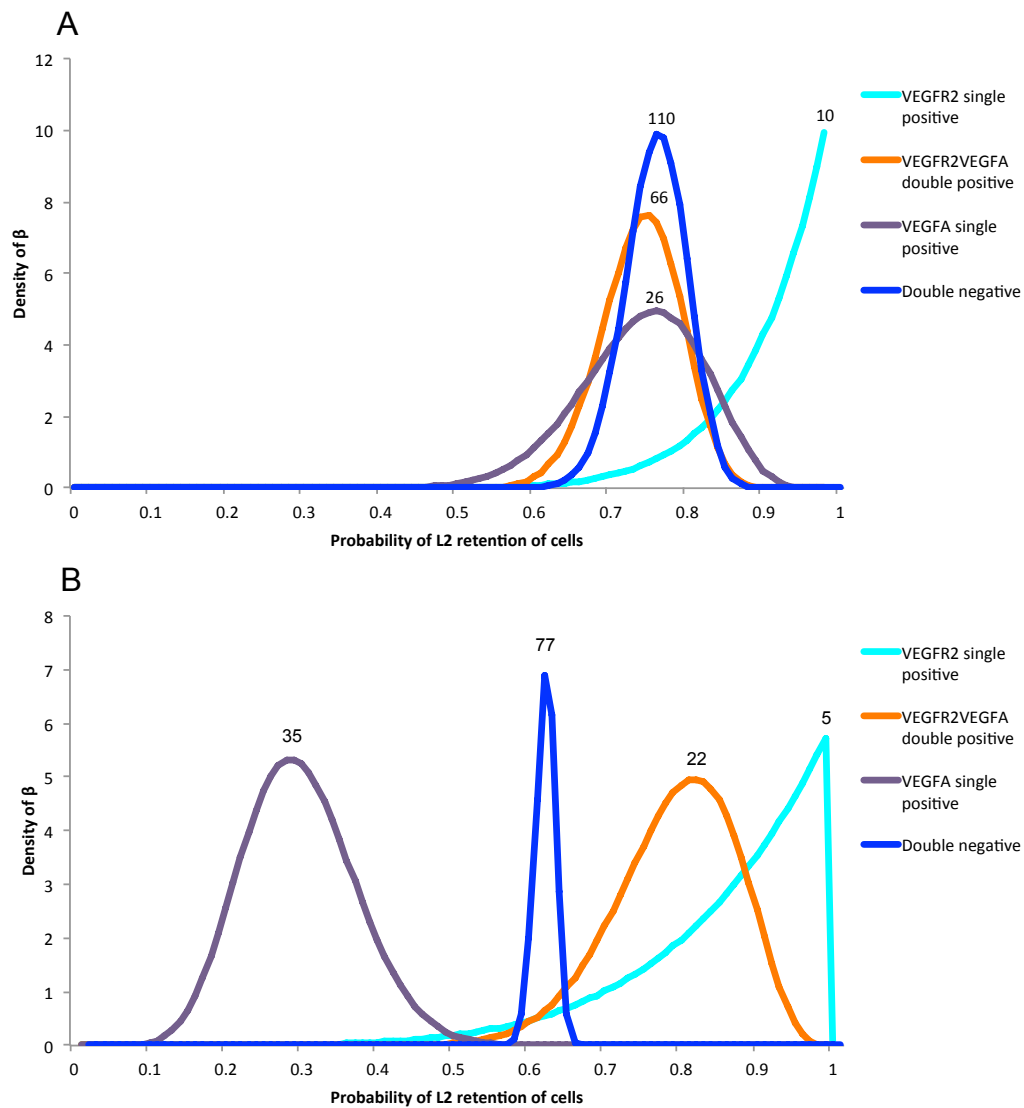 A
12
10
8
6
4
2
0
Density of β
110
66
26
10
0 0.1 0.2 0.3 0.4 0.5 0.6 0.7 0.8 0.9 1
Probability of L2 retention of cells
VEGFR2 single
positive
VEGFR2VEGFA
double positive
VEGFA single
positive
Double negative
B
8
7
6
5
4
3
2
1
0
Density of β
35
77
22
5
0 0.1 0.2 0.3 0.4 0.5 0.6 0.7 0.8 0.9 1
Probability of L2 retention of cells
VEGFR2 single
positive
VEGFR2VEGFA
double positive
VEGFA single
positive
Double negative